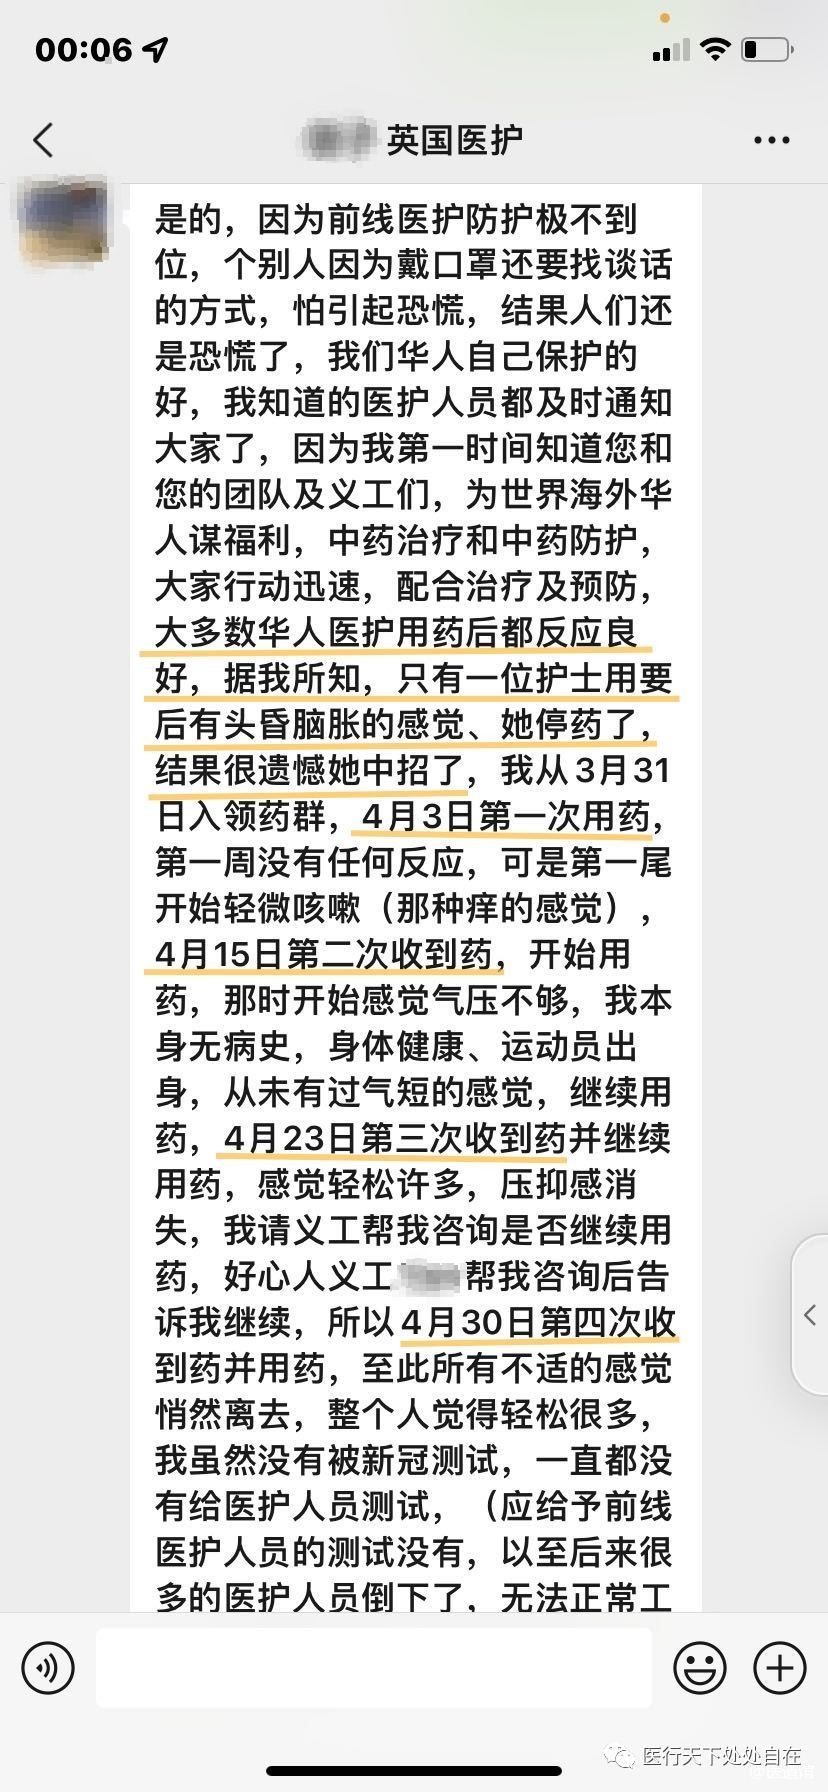 00:06
英国医护
是的，因为前线医护防护极不到
位，个别人因为戴口罩还要找谈话
的方式，怕引起恐慌，结果人们还
是恐慌了，我们华人自己保护的
好，我知道的医护人员都及时通知
大家了，因为我第一时间知道您和
您的团队及义工们，为世界海外华
人谋福利，中药治疗和中药防护，
大家行动迅速，配合治疗及预防，
大多数华人医护用药后都反应良
好，据我所知，只有一位护士用要
后有头昏脑胀的感觉、她停药了，
结果很遗憾她中招了，我从3月31
日入领药群，4月3日第一次用药，
第一周没有任何反应，可是第一尾
开始轻微咳嗽（那种痒的感觉），
4月15日第二次收到药，开始用
药，那时开始感觉气压不够，我本
身无病史，身体健康、运动员出
身，从未有过气短的感觉，继续用
药，4月23日第三次收到药并继续
用药，感觉轻松许多，压抑感消
失，我请义工帮我咨询是否继续用
药，好心人义工帮我咨询后告
诉我继续，所以4月30日第四次收
到药并用药，至此所有不适的感觉
悄然离去，整个人觉得轻松很多，
我虽然没有被新冠测试，一直都没
有给医护人员测试，（应给予前线
医护人员的测试没有，以至后来很
多的医护人员倒下了，无法正常工
医行天下处处自在